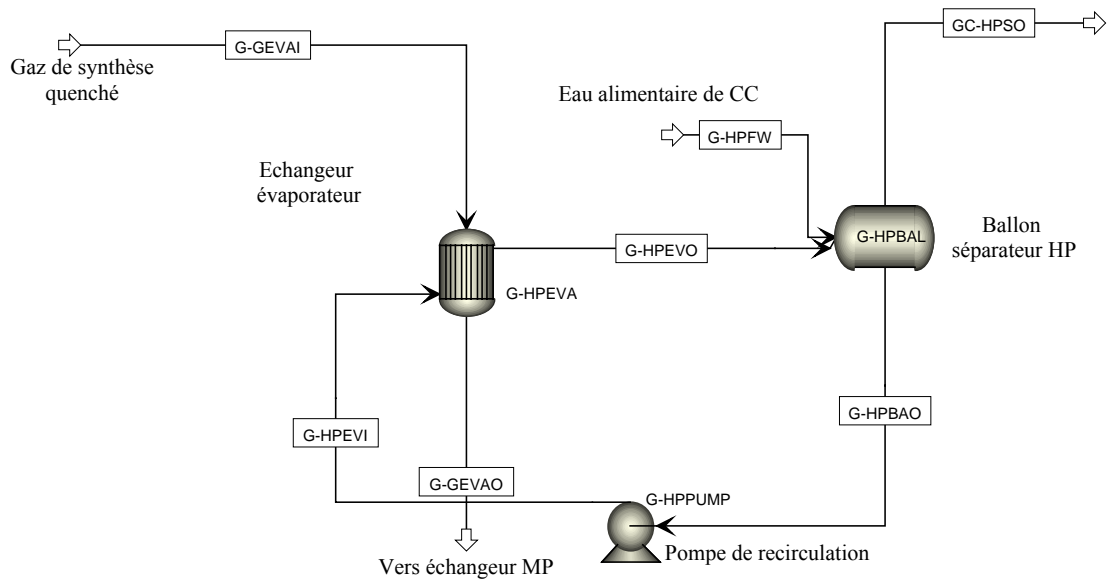 GC-HPSO
G-GEVAI
Gaz de synthèse
quenché
Eau alimentaire de CC
G-HPFW
Echangeur
évaporateur
G-HPBAL
Ballon
séparateur HP
G-HPEVO
G-HPEVA
G-HPBAO
G-HPEVI
G-GEVAO
G-HPPUMP
Pompe de recirculation
Vers échangeur MP